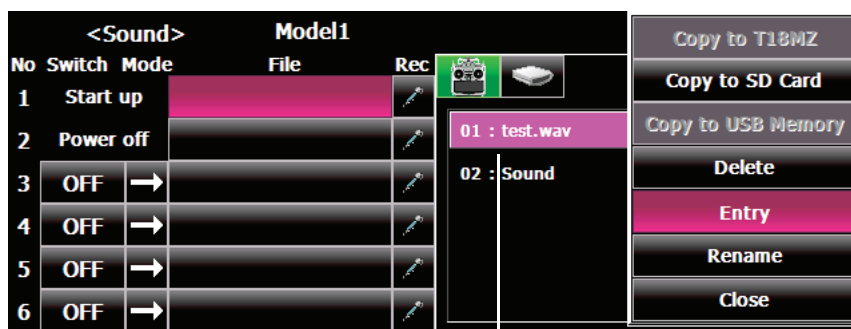 <Sound> Model1
No Switch Mode File Rec
1 Start up
2 Power off
3 OFF
4 OFF
5 OFF
6 OFF
01 : test.wav
02 : Sound
Copy to T18MZ
Copy to SD Card
Copy to USB Memory
Delete
Entry
Rename
Close